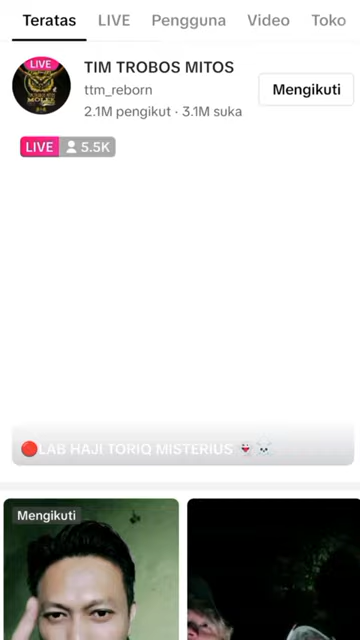 Teratas LIVE Pengguna Video Toko
LIVE
TIM TROBOS MITOS
ttm_reborn
2.1M pengikut · 3.1M suka
Mengikuti
LIVE 5.5K
🔴LAB HAJI TORIQ MISTERIUS 👻☠️
Mengikuti